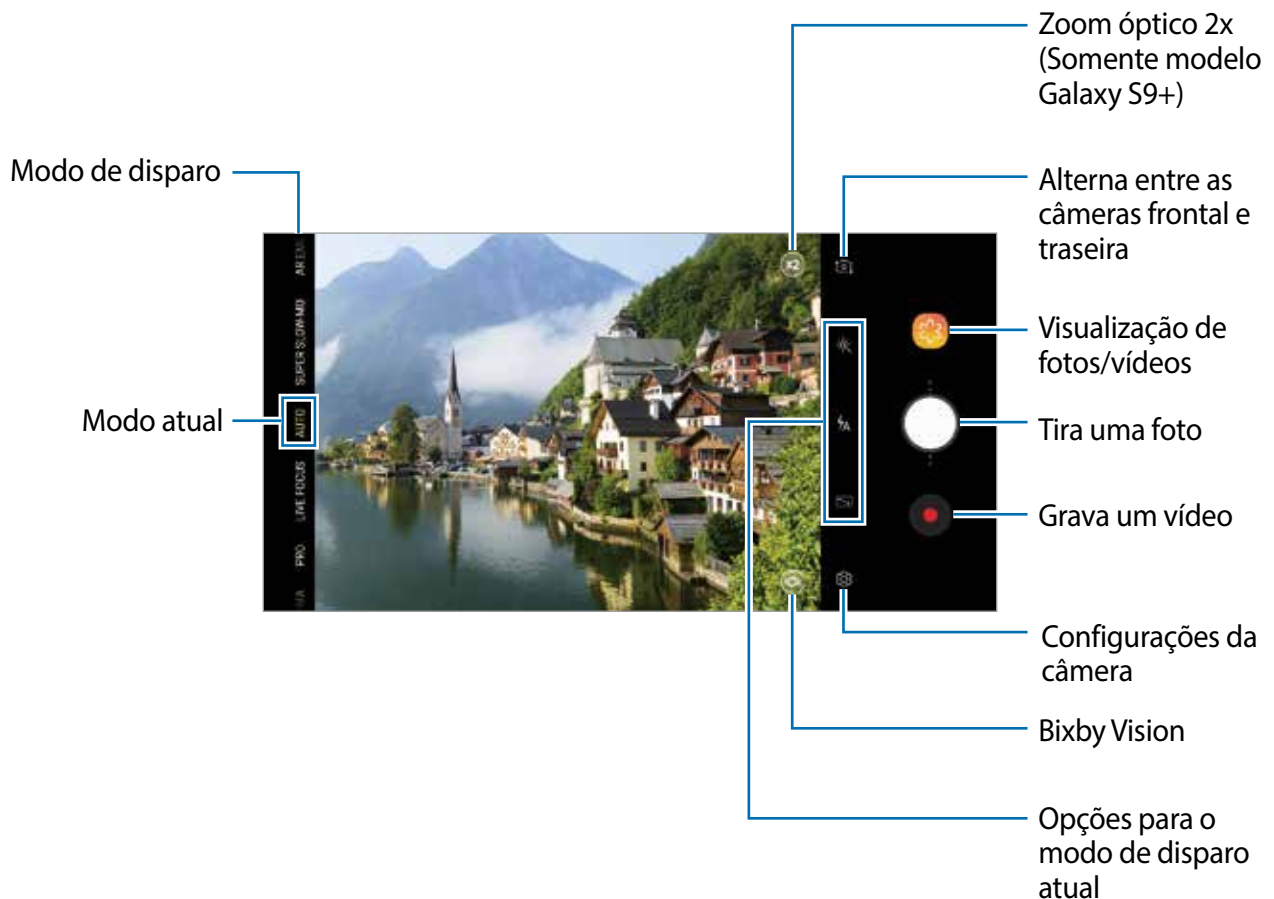 Zoom óptico 2x
(Somente modelo
Galaxy S9+)
Modo de disparo
Alterna entre as
câmeras frontal e
traseira
Visualização de
fotos/vídeos
Modo atual
Tira uma foto
Grava um vídeo
Configurações da
câmera
Bixby Vision
Opções para o
modo de disparo
atual
SUPER SLOW-MO
AUTO
LIVE FOCUS
PRO
x2